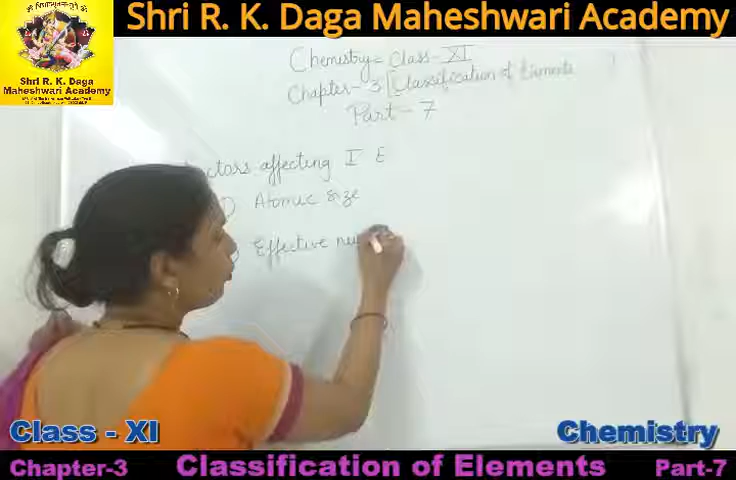 Shri R. K. Daga Maheshwari Academy
Shri R. K. Daga
Maheshwari Academy
Chemistry - Class - XI
Chapter - 3 [Classification of Elements
Part - 7
ctors affecting I E
Atomic size
Effective nu
Class - XI
Chemistry
Chapter-3 Classification of Elements Part-7